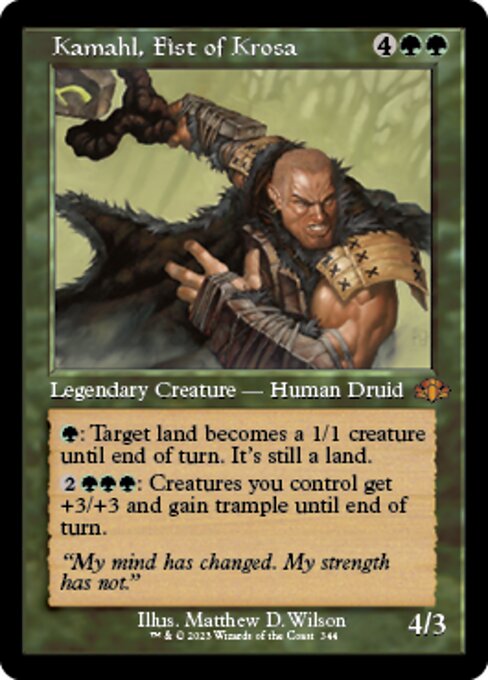 Kamahl, Fist of Krosa 4
Legendary Creature — Human Druid
: Target land becomes a 1/1 creature
until end of turn. It's still a land.
2 : Creatures you control get
+3/+3 and gain trample until end of
turn.
“My mind has changed. My strength
has not.”
Illus. Matthew D. Wilson
™ & © 2023 Wizards of the Coast 344
4/3